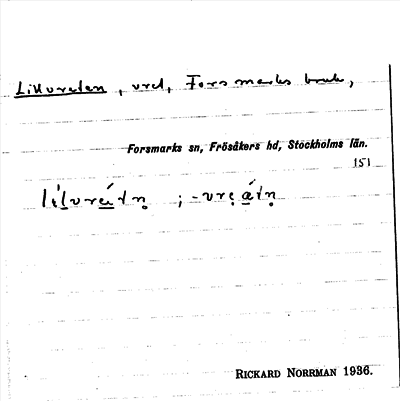 Lillvreten, vret, Forsmarks bruk,
Forsmarks sn, Frösåkers hd, Stockholms län.
151
RICKARD NORRMAN 1936.